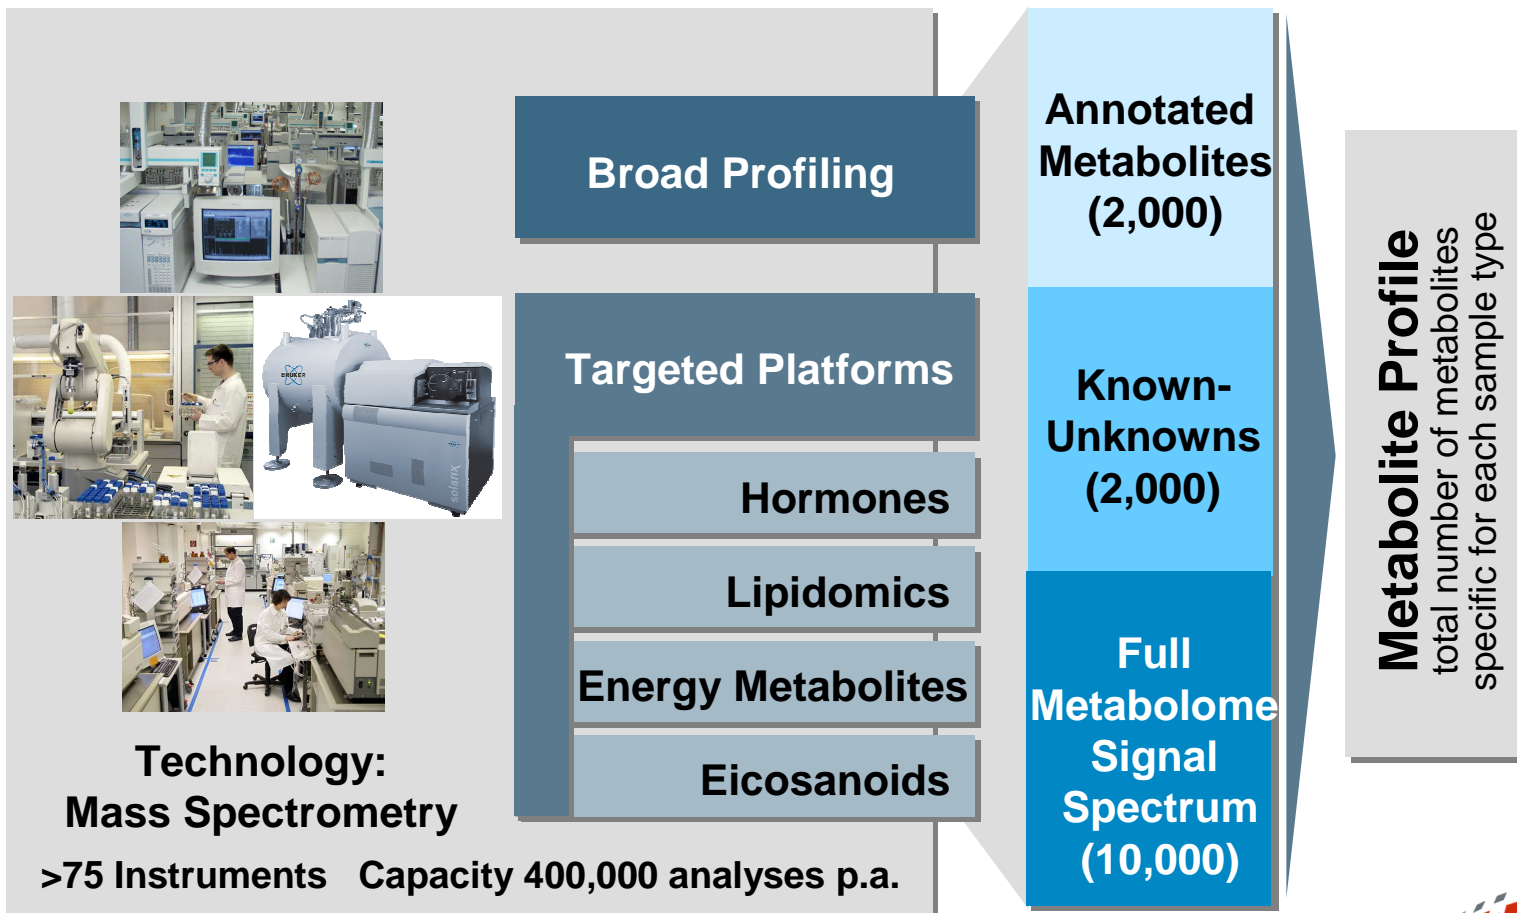 Broad Profiling
Targeted Platforms
Hormones
Lipidomics
Energy Metabolites
Eicosanoids
BRUKER
solariX
Technology:
Mass Spectrometry
>75 Instruments Capacity 400,000 analyses p.a.
Annotated
Metabolites
(2,000)
Known-
Unknowns
(2,000)
Full
Metabolome
Signal
Spectrum
(10,000)
Metabolite Profile
total number of metabolites
specific for each sample type